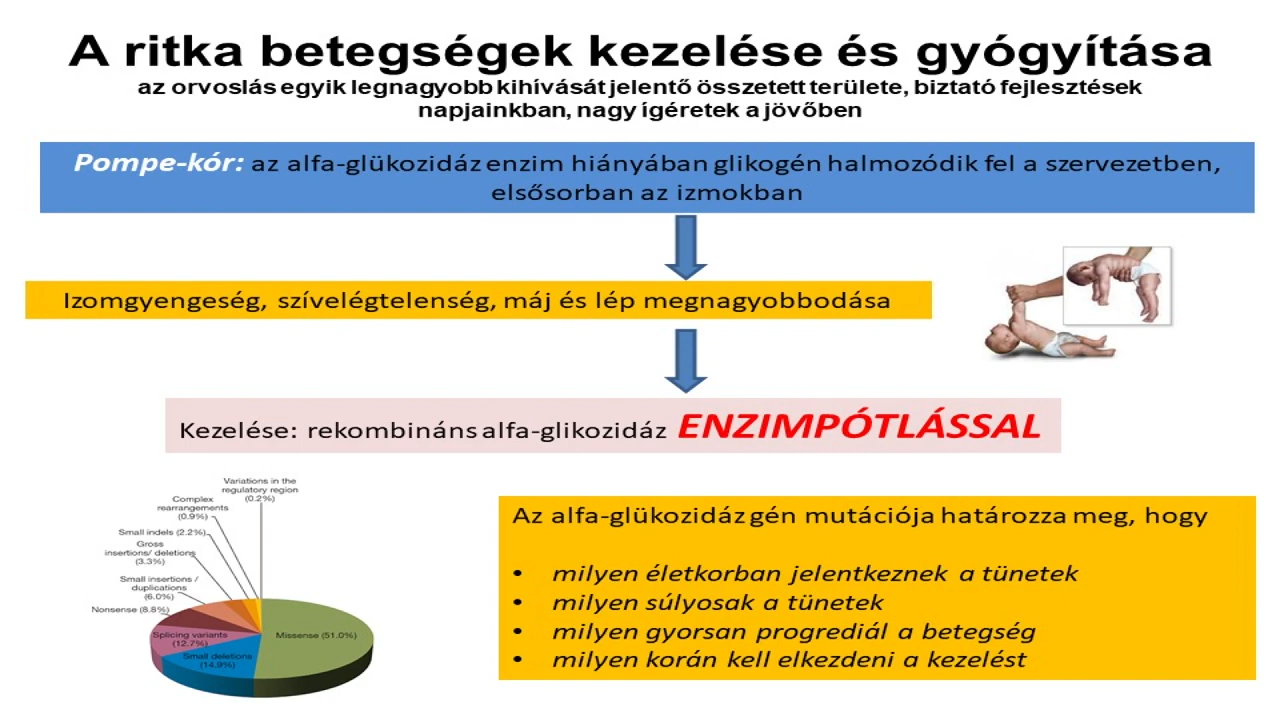 A ritka betegségek kezelése és gyógyítása
az orvoslás egyik legnagyobb kihívását jelentő összetett területe, biztató fejlesztések
napjainkban, nagy ígéretek a jövőben
Pompe-kór: az alfa-glükozidáz enzim hiányában glikogén halmozódik fel a szervezetben,
elsősorban az izmokban
Izomgyengeség, szívelégtelenség, máj és lép megnagyobbodása
Kezelése: rekombináns alfa-glikozidáz ENZIMPÓTLÁSSAL
Variations in the
regulatory region
(0.2%)
Complex
rearrangements
(0.9%)
Small indels (2.2%)
Gross
insertions/ deletions
(3.3%)
Small insertions /
duplications
(6.0%)
Nonsense (8.8%)
Splicing variants
(12.7%)
Small deletions
(14.9%)
Missense (51.0%)
Az alfa-glükozidáz gén mutációja határozza meg, hogy
• milyen életkorban jelentkeznek a tünetek
• milyen súlyosak a tünetek
• milyen gyorsan progrediál a betegség
• milyen korán kell elkezdeni a kezelést